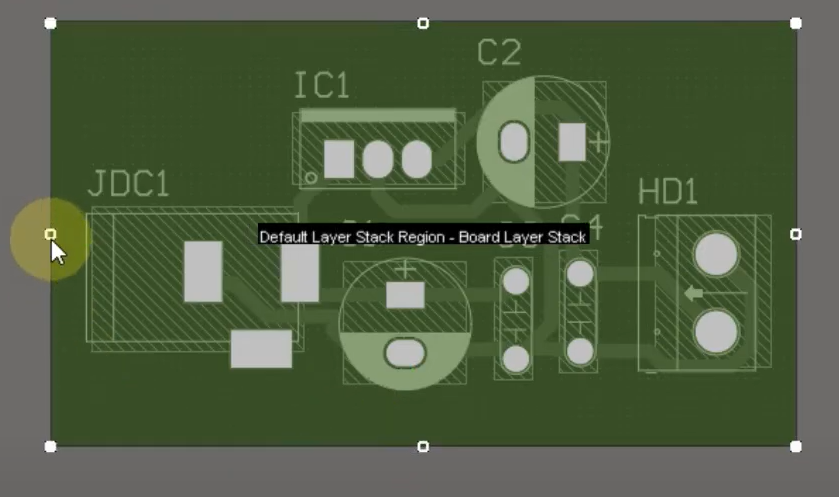 C2
IC1
JDC1
HD1
Default Layer Stack Region - Board Layer Stack